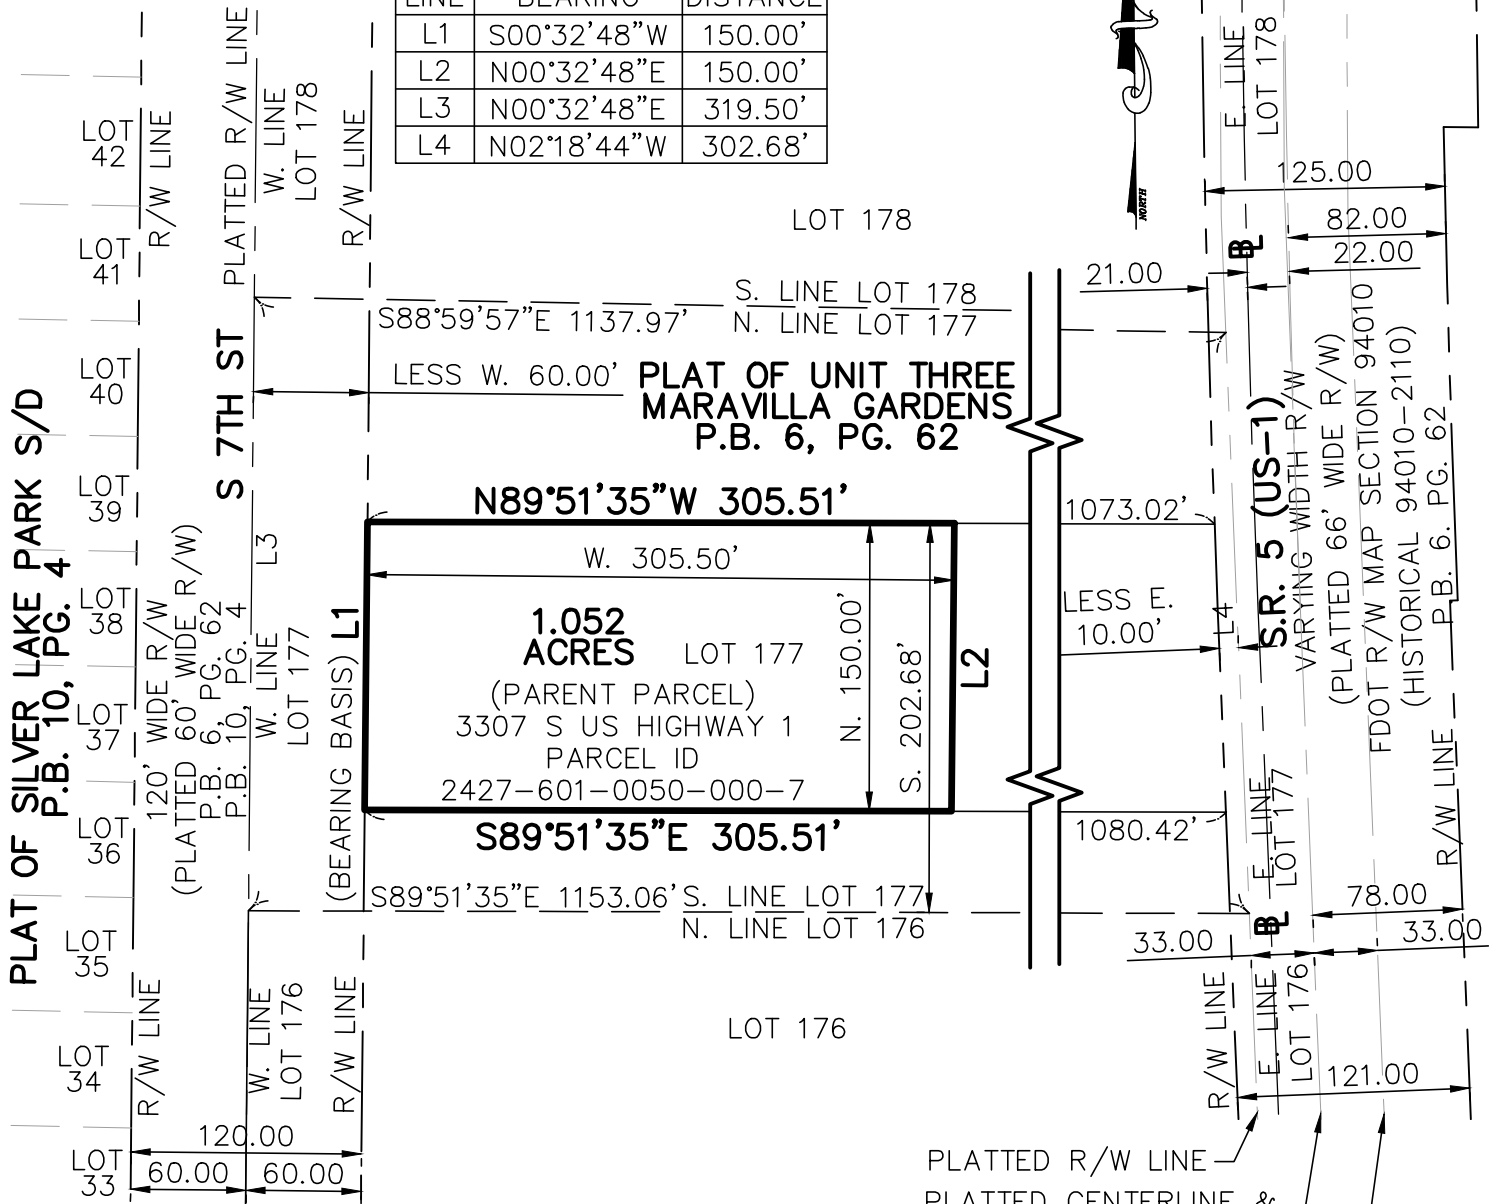 LINE BEARING DISTANCE
L1 S00°32'48"W 150.00'
L2 N00°32'48"E 150.00'
L3 N00°32'48"E 319.50'
L4 N02°18'44"W 302.68'
NORTH
LOT
42
LOT
41
LOT
40
LOT
39
LOT
38
LOT
37
LOT
36
LOT
35
LOT
34
LOT
33
PLAT OF SILVER LAKE PARK S/D
P.B. 10, PG. 4
R/W LINE
PLATTED R/W LINE
W. LINE
LOT 178
R/W LINE
S 7TH ST
120' WIDE R/W
(PLATTED 60' WIDE R/W)
P.B. 6, PG. 62
P.B. 10, PG. 4
L3
W. LINE
LOT 177
(BEARING BASIS) L1
R/W LINE
W. LINE
LOT 176
R/W LINE
120.00
60.00
60.00
LOT 178
S. LINE LOT 178
S88°59'57"E 1137.97' N. LINE LOT 177
LESS W. 60.00'
PLAT OF UNIT THREE
MARAVILLA GARDENS
P.B. 6, PG. 62
N89°51'35"W 305.51'
W. 305.50'
1.052
ACRES
LOT 177
(PARENT PARCEL)
3307 S US HIGHWAY 1
PARCEL ID
2427-601-0050-000-7
N. 150.00'
S. 202.68'
L2
S89°51'35"E 305.51'
S89°51'35"E 1153.06' S. LINE LOT 177
N. LINE LOT 176
LOT 176
1073.02'
LESS E.
10.00'
1080.42'
L4
E. LINE
LOT 178
125.00
82.00
22.00
21.00
BL
S.R. 5 (US-1)
VARYING WIDTH R/W
(PLATTED 66' WIDE R/W)
FDOT R/W MAP SECTION 94010
(HISTORICAL 94010-2110)
P.B. 6. PG. 62
E. LINE
LOT 177
R/W LINE
BL
78.00
33.00
33.00
R/W LINE
E. LINE
LOT 176
121.00
PLATTED R/W LINE
PLATTED CENTERLINE &